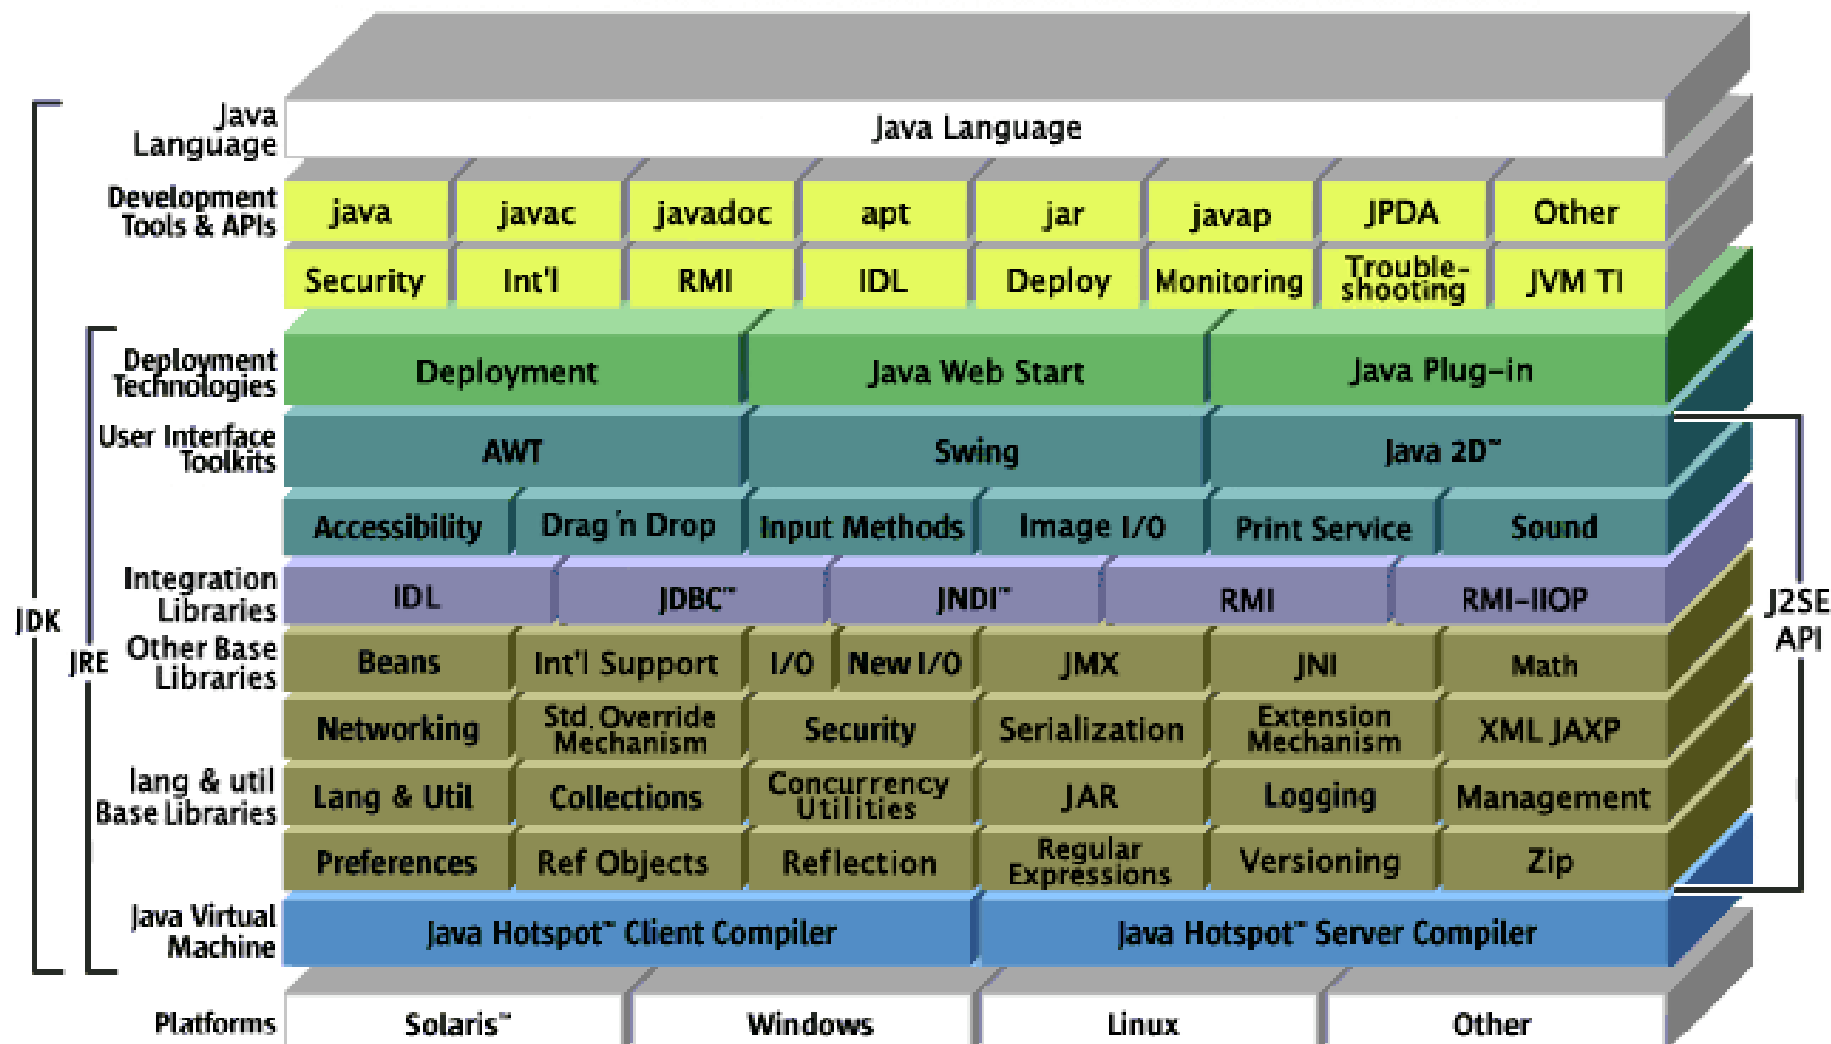 Java
Language
Java Language
Development
Tools & APIs
java
javac
javadoc
apt
jar
javap
JPDA
Other
Security
Int'l
RMI
IDL
Deploy
Monitoring
Trouble-
shooting
JVM TI
Deployment
Technologies
Deployment
Java Web Start
Java Plug-in
User Interface
Toolkits
AWT
Swing
Java 2D™
Accessibility
Drag 'n Drop
Input Methods
Image I/O
Print Service
Sound
Integration
Libraries
IDL
JDBC™
JNDI™
RMI
RMI-IIOP
JDK
JRE
J2SE
API
Other Base
Libraries
Beans
Int'l Support
I/O
New I/O
JMX
JNI
Math
Networking
Std. Override
Mechanism
Security
Serialization
Extension
Mechanism
XML JAXP
lang & util
Base Libraries
Lang & Util
Collections
Concurrency
Utilities
JAR
Logging
Management
Preferences
Ref Objects
Reflection
Regular
Expressions
Versioning
Zip
Java Virtual
Machine
Java Hotspot™ Client Compiler
Java Hotspot™ Server Compiler
Platforms
Solaris™
Windows
Linux
Other